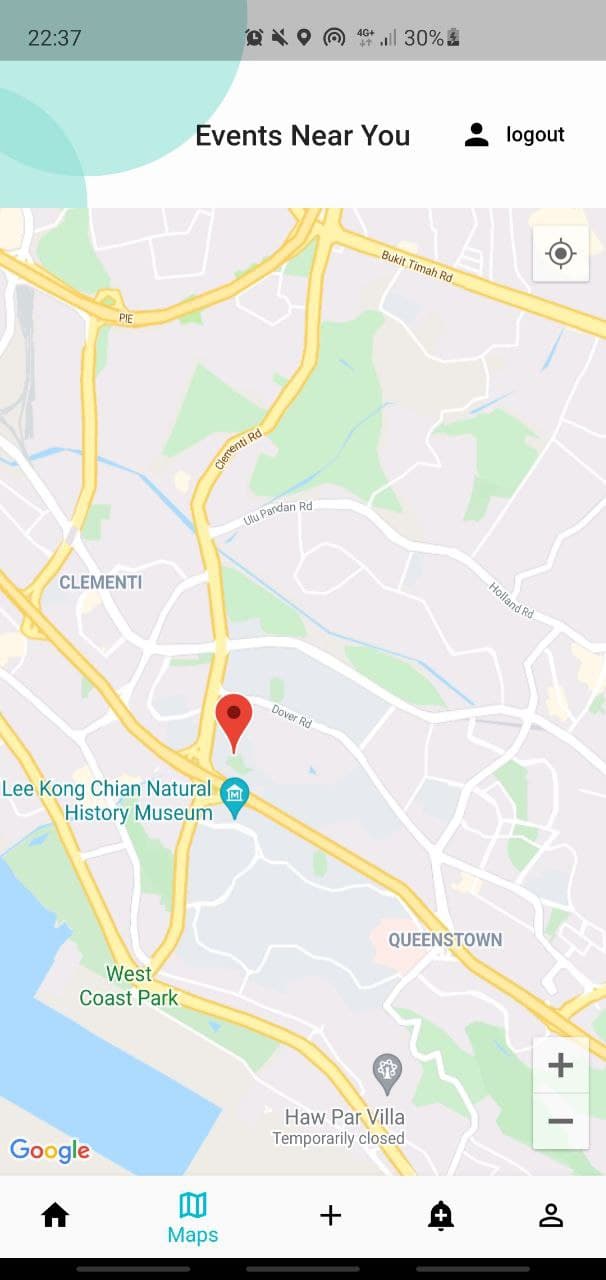 22:37
4G+
30%
Events Near You
logout
Bukit Timah Rd
PIE
Clementi Rd
Ulu Pandan Rd
CLEMENTI
Holland Rd
Dover Rd
Lee Kong Chian Natural
History Museum
M
QUEENSTOWN
West
Coast Park
Haw Par Villa
Temporarily closed
Google
Maps